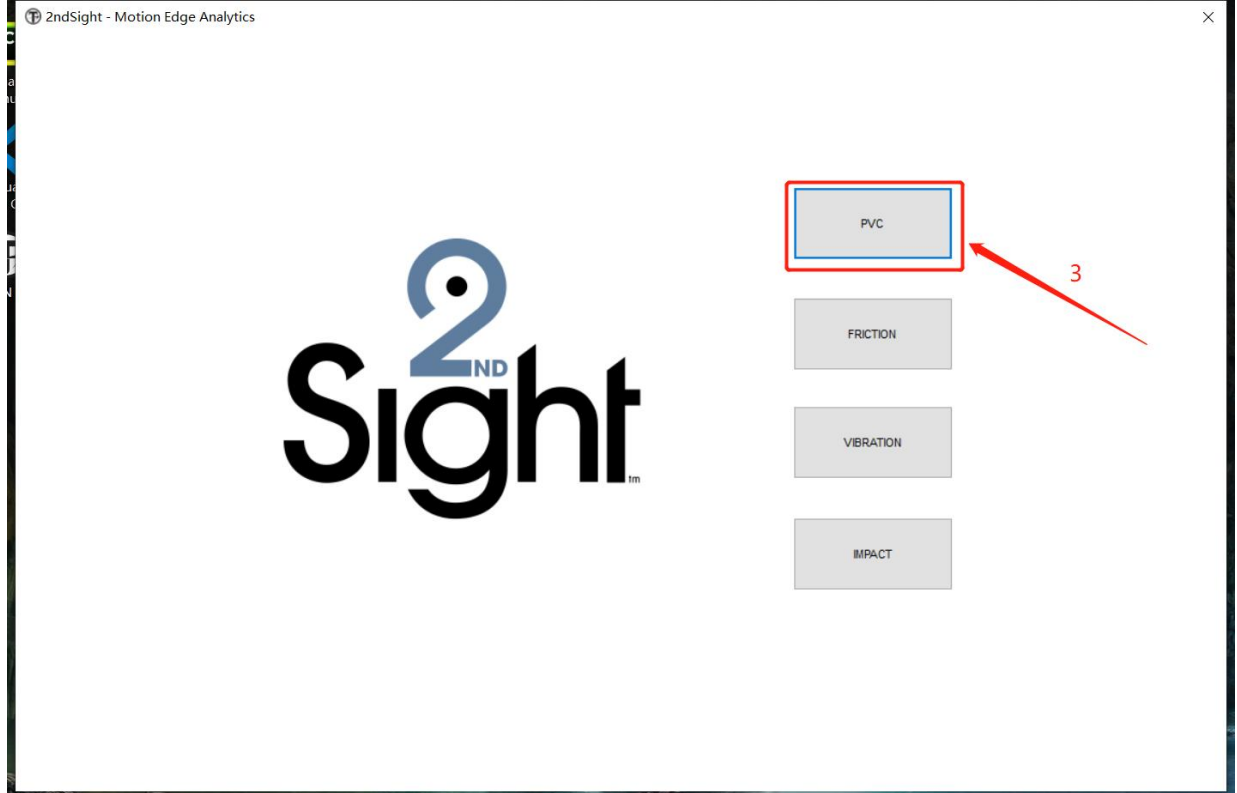 2ndSight - Motion Edge Analytics
PVC
3
2ND
Sight
tm
FRICTION
VIBRATION
IMPACT